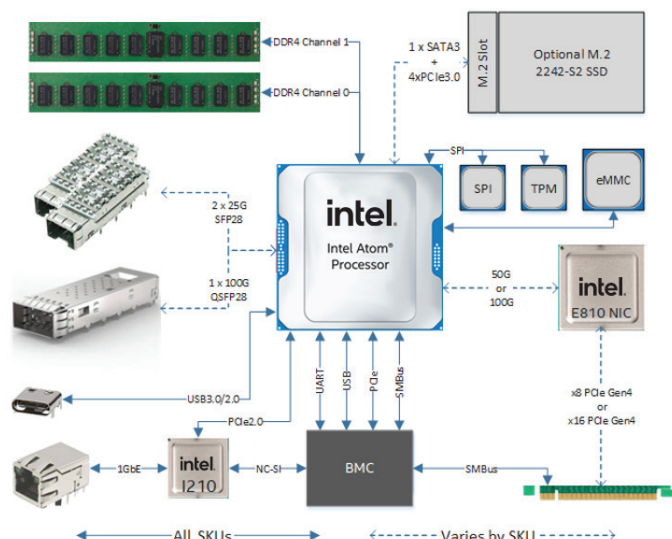 DDR4 Channel 1
DDR4 Channel 0
1 x SATA3
+
4xPCIe3.0
M.2 Slot
Optional M.2
2242-S2 SSD
SPI
SPI
TPM
eMMC
2 x 25G
SFP28
1 x 100G
QSFP28
intel.
Intel Atom®
Processor
50G
or
100G
intel.
E810 NIC
USB3.0/2.0
PCIe2.0
UART
USB
PCIe
SMBus
x8 PCIe Gen4
or
x16 PCIe Gen4
1GbE
intel.
I210
NC-SI
BMC
SMBus
All SKUs
Varies by SKU